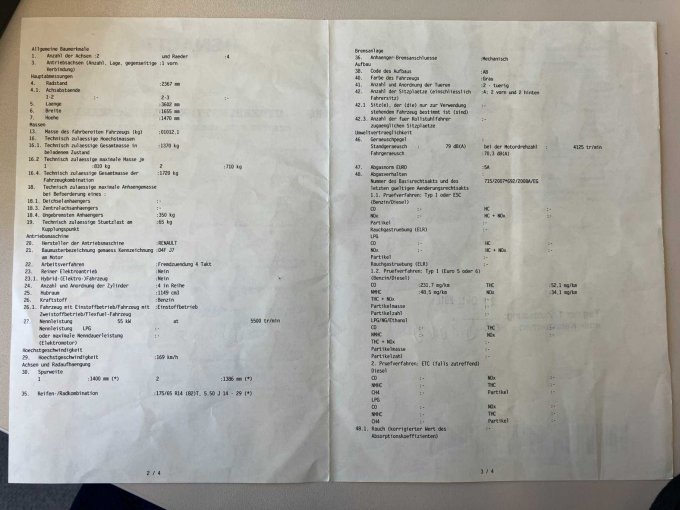 Allgemeine Baumerkmale
1. Anzahl der Achsen :2 und Raeder :4
3. Antriebsachsen (Anzahl, Lage, gegenseitige :1 vorn
Verbindung)
Hauptabmessungen
4. Radstand :2367 mm
4.1. Achsabstaende
1-2 :- 2-3 :-
5. Laenge :3602 mm
6. Breite :1655 mm
7. Hoehe :1470 mm
Massen
13. Masse des fahrbereiten Fahrzeugs (kg) :01012,1
16. Technisch zulaessige Hoechstmassen
16.1. Technisch zulaessige Gesamtmasse in :1370 kg
beladenem Zustand
16.2 Technisch zulaessige maximale Masse je
1 :810 kg 2 :710 kg
16.4. Technisch zulaessige Gesamtmasse der :1720 kg
Fahrzeugkombination
18. Technisch zulaessige maximale Anhaengemasse
bei Befoerderung eines :
18.1. Deichselanhaengers :-
18.3. Zentralachsanhaengers :-
18.4. Ungebremsten Anhaengers :350 kg
19. Technisch zulaessige Stuetzlast am :65 kg
Kupplungspunkt
Antriebsmaschine
20. Hersteller der Antriebsmaschine :RENAULT
21. Baumusterbezeichnung gemaess Kennzeichnung :D4F J7
am Motor
22. Arbeitsverfahren :Fremdzuendung 4 Takt
23. Reiner Elektroantrieb :Nein
23.1. Hybrid-(Elektro-)Fahrzeug :Nein
24. Anzahl und Anordnung der Zylinder :4 in Reihe
25. Hubraum :1149 cm3
26. Kraftstoff :Benzin
26.1. Fahrzeug mit Einstoffbetrieb/Fahrzeug mit :Einstoffbetrieb
Zweistoffbetrieb/Flexfuel-Fahrzeug
27. Nennleistung 55 kW at 5500 tr/min
Nennleistung LPG :-
oder maximale Nenndauerleistung :-
(Elektromotor)
Hoechstgeschwindigkeit
29. Hoechstgeschwindigkeit :169 km/h
Achsen und Radaufhaengung
30. Spurweite
1 :1400 mm (*) 2 :1386 mm (*)
35. Reifen-/Radkombination :175/65 R14 (82)T, 5.50 J 14 - 29 (*)
2 / 4
Bremsanlage
36. Anhaenger-Bremsanschluesse :Mechanisch
Aufbau
38. Code des Aufbaus :AB
40. Farbe des Fahrzeugs :Grau
41. Anzahl und Anordnung der Tueren :2 - tuerig
42. Anzahl der Sitzplaetze (einschliesslich :4: 2 vorn und 2 hinten
Fahrersitz)
42.1 Sitz(e), der (die) nur zur Verwendung :-
stehendem Fahrzeug bestimmt ist (sind)
42.3. Anzahl der fuer Rollstuhlfahrer :-
zugaenglichen Sitzplaetze
Umweltvertraeglichkeit
46. Geraeuschpegel
Standgeraeusch : 79 dB(A) bei der Motordrehzahl : 4125 tr/min
Fahrgeraeusch :70,3 dB(A)
47. Abgasnorm EURO :5A
48. Abgasverhalten
Nummer des Basisrechtsakts und des :715/2007*692/2008A/EG
letzten gueltigen Aenderungsrechtsakts
1.1. Pruefverfahren: Typ 1 oder ESC
(Benzin/Diesel)
CO :- HC :-
NOx :- HC + NOx :-
Partikel :-
Rauchgastruebung (ELR) :-
LPG
CO :- HC :-
NOx :- HC + NOx :-
Partikel :-
Rauchgastruebung (ELR) :-
1.2. Pruefverfahren: Typ 1 (Euro 5 oder 6)
(Benzin/Diesel)
CO :231,7 mg/km THC :52,1 mg/km
NMHC :48,5 mg/km NOx :34,1 mg/km
THC + NOx :-
Partikelmasse :-
Partikelzahl :-
LPG/NG/Ethanol
CO :- THC :-
NMHC :- NOx :-
THC + NOx :-
Partikelmasse :-
Partikelzahl :-
2. Pruefverfahren: ETC (falls zutreffend)
Diesel
CO :- NOx :-
NMHC :- THC :-
CH4 :- Partikel :-
LPG
CO :- NOx :-
NMHC :- THC :-
CH4 :- Partikel :-
48.1. Rauch (korrigierter Wert des :-
Absorptionskoeffizienten)
3 / 4